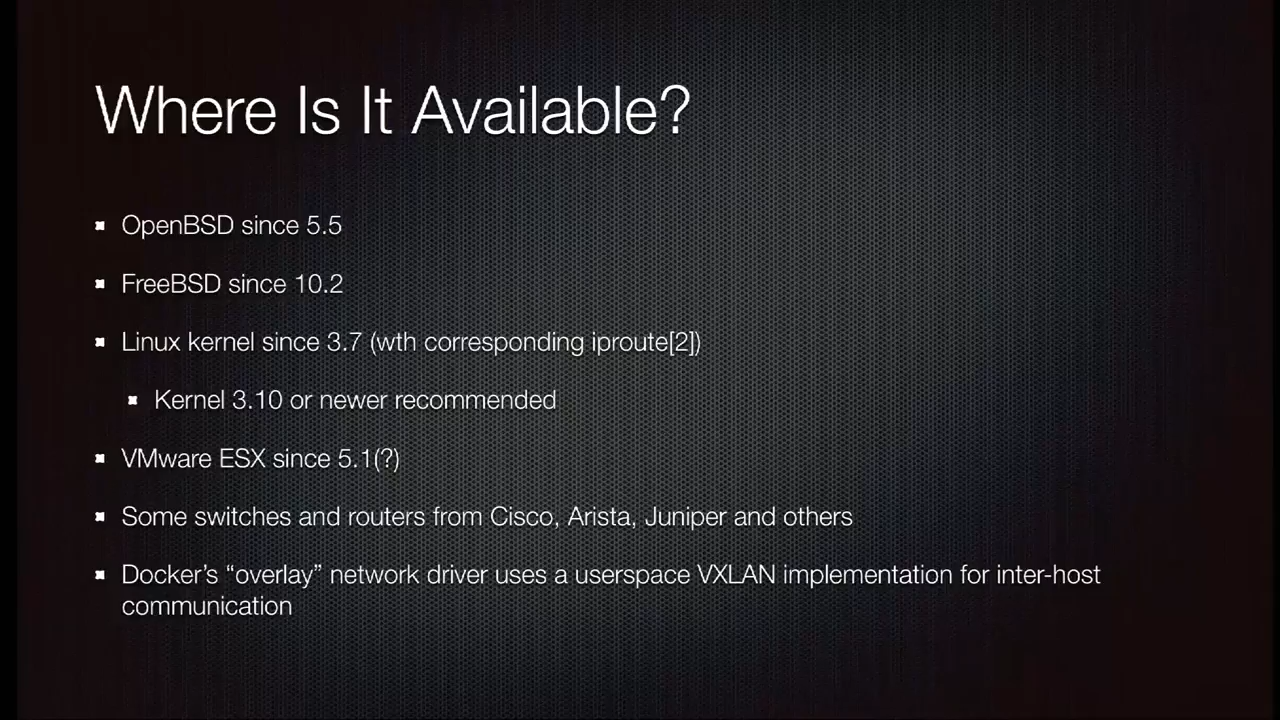 Where Is It Available?
OpenBSD since 5.5
FreeBSD since 10.2
Linux kernel since 3.7 (wth corresponding iproute[2])
Kernel 3.10 or newer recommended
VMware ESX since 5.1(?)
Some switches and routers from Cisco, Arista, Juniper and others
Docker’s “overlay” network driver uses a userspace VXLAN implementation for inter-host
communication